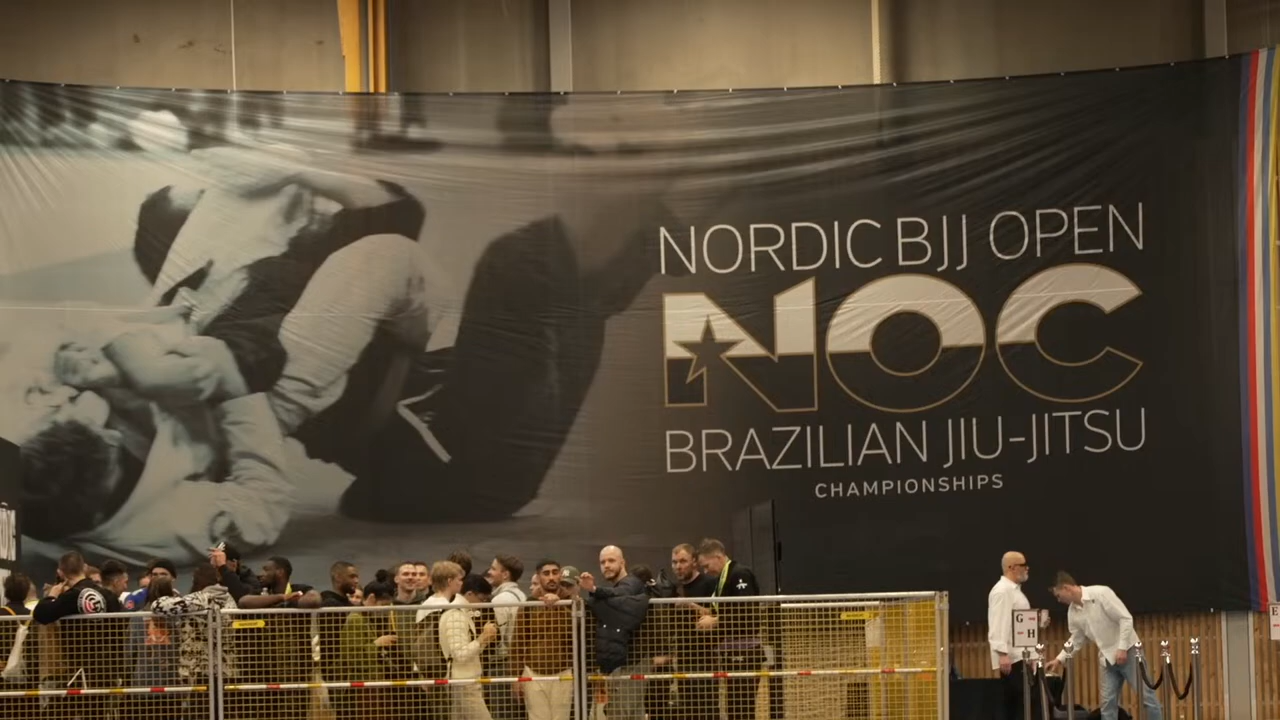 NORDIC BJJ OPEN
NOC
BRAZILIAN JIU-JITSU
CHAMPIONSHIPS
G
H
E